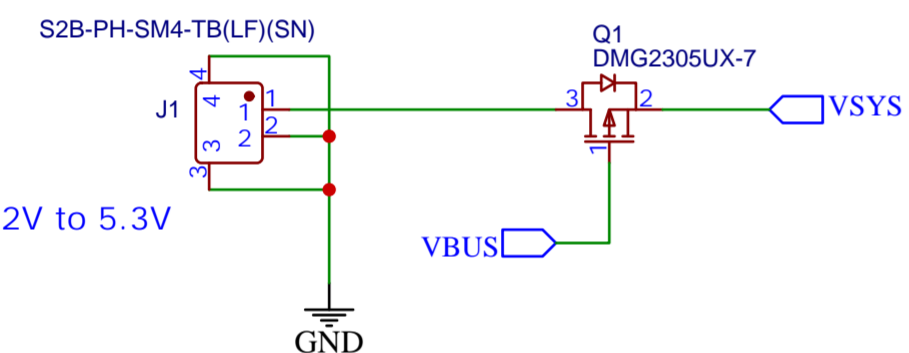 S2B-PH-SM4-TB(LF)(SN)
Q1
DMG2305UX-7
4
J1
4
1
1
3
2
VSYS
3
2
2
1
3
2V to 5.3V
VBUS
GND